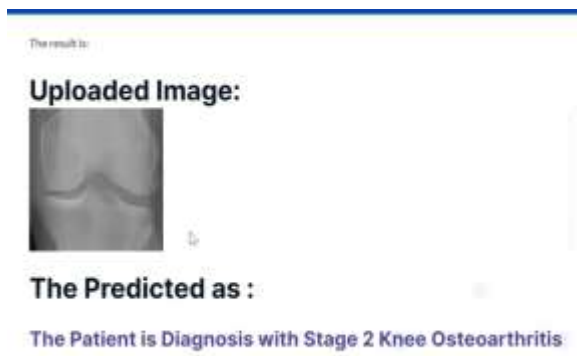 The result is:
Uploaded Image:
The Predicted as :
The Patient is Diagnosis with Stage 2 Knee Osteoarthritis